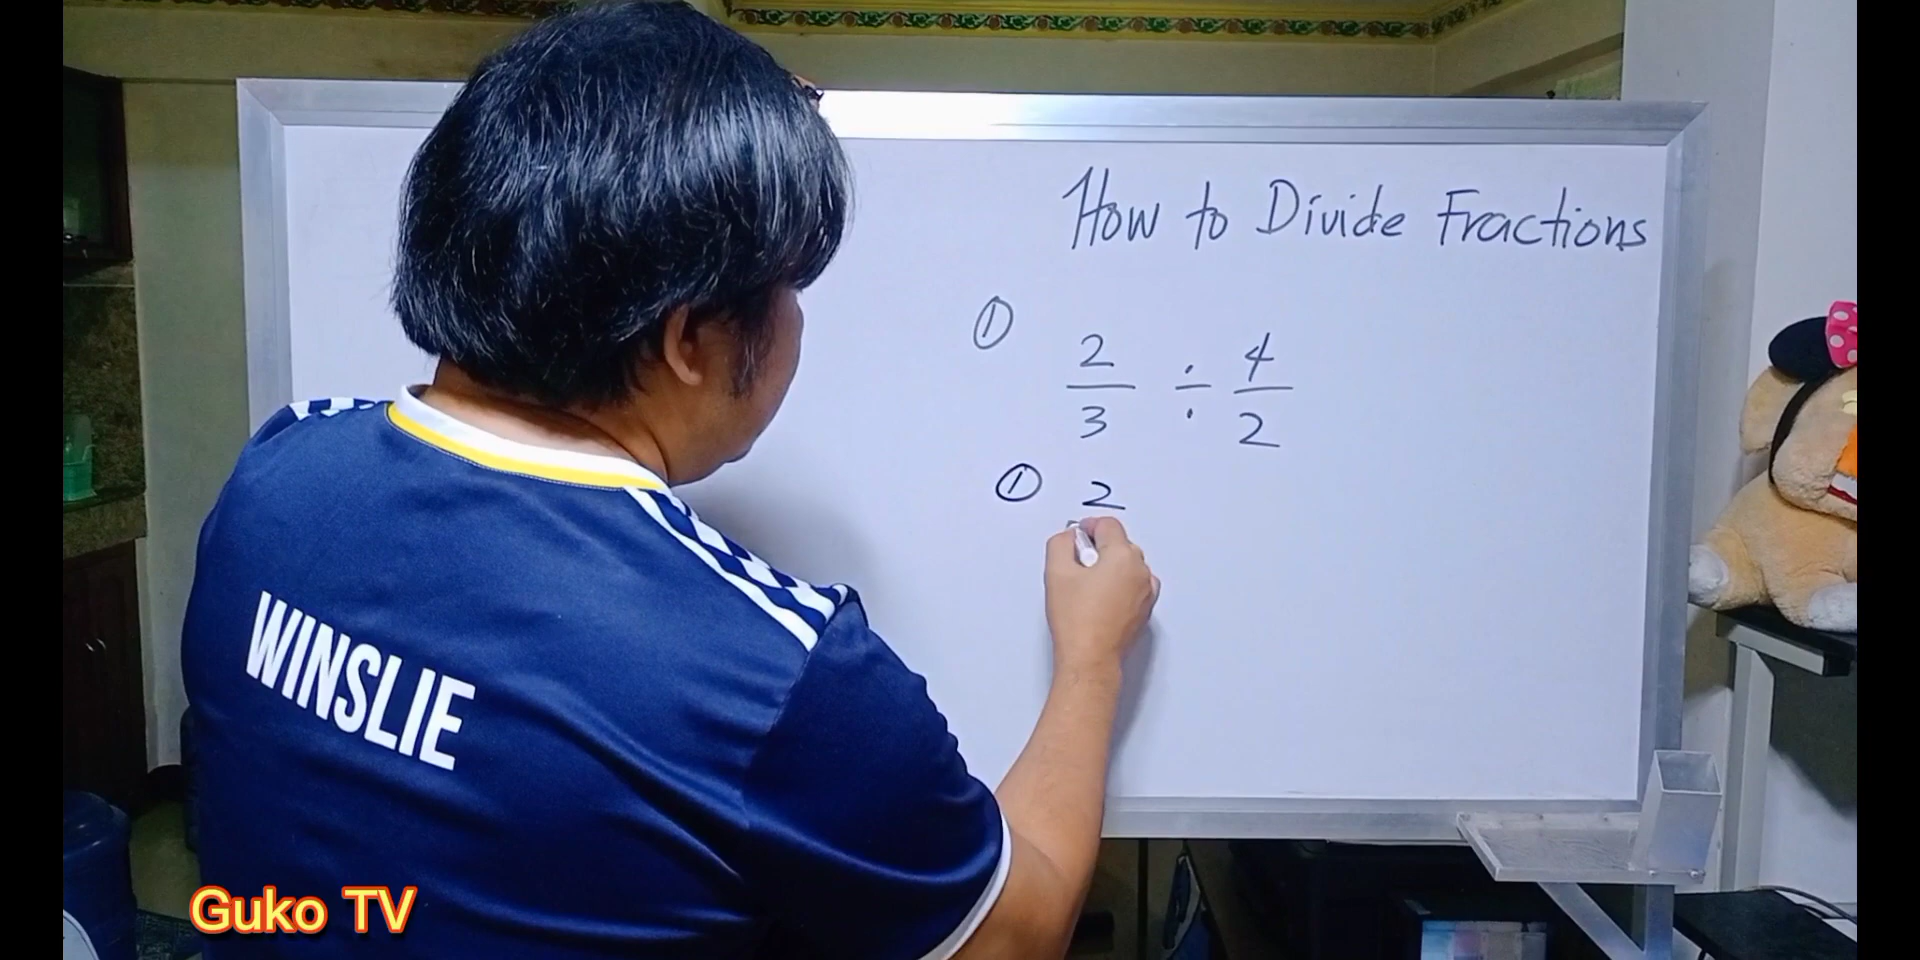 How to Divide Fractions
①
2/3 ÷ 4/2
① 2
WINSLIE
Guko TV